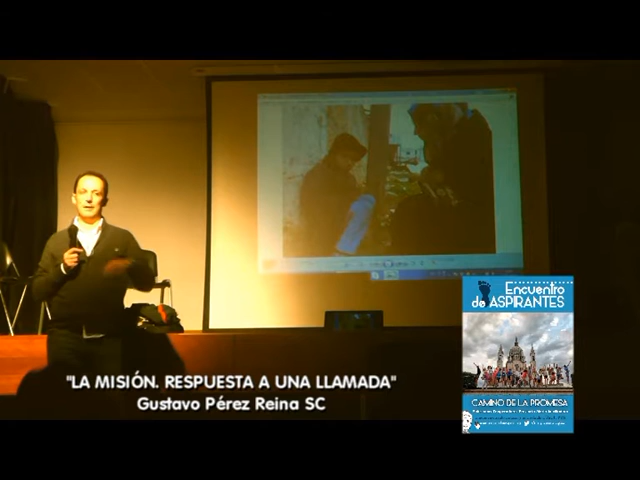 Encuentro
de ASPIRANTES
"LA MISIÓN. RESPUESTA A UNA LLAMADA"
Gustavo Pérez Reina SC
CAMINO DE LA PROMESA